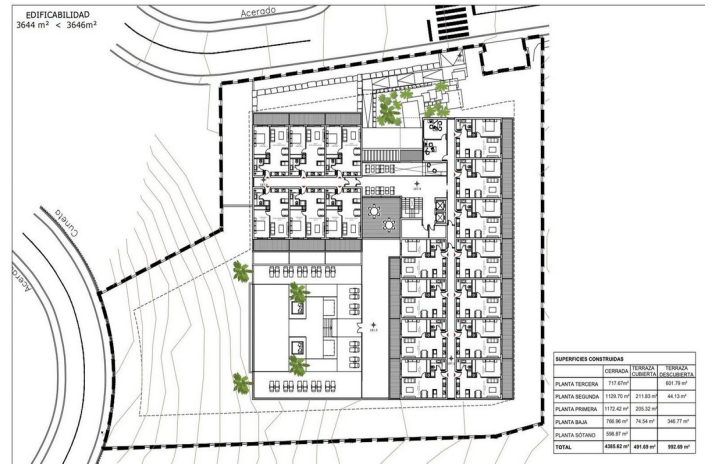 EDIFICABILIDAD
3644 m² < 3646m²
Acerado
Cuneta
Acerado
SUPERFICIES CONSTRUIDAS
CERRADA TERRAZA CUBIERTA TERRAZA DESCUBIERTA
PLANTA TERCERA 717.67m² 601.79 m²
PLANTA SEGUNDA 1129.70 m² 211.83 m² 44.13 m²
PLANTA PRIMERA 1172.42 m² 205.32 m²
PLANTA BAJA 766.96 m² 74.54 m² 346.77 m²
PLANTA SÓTANO 598.87 m²
TOTAL 4385.62 m² 491.69 m² 992.69 m²